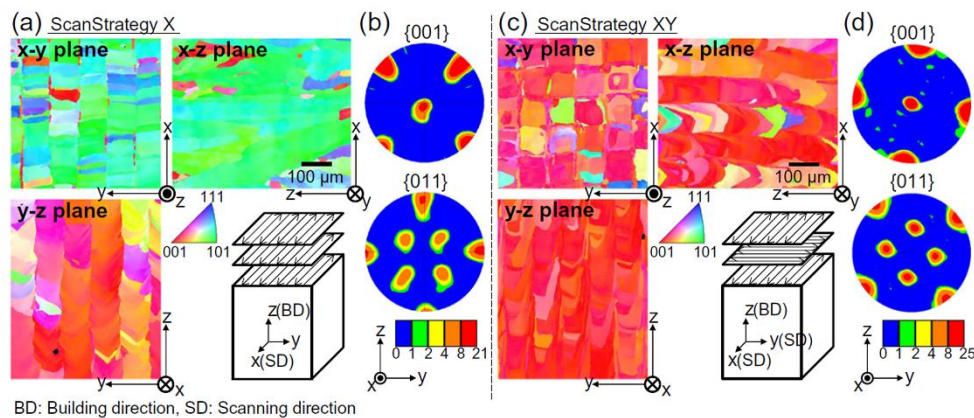 (a) ScanStrategy X
x-y plane
x-z plane
x
y
z
100 μm
x
z
y
y-z plane
111
001 101
z
y
x
z(BD)
y
x(SD)
(b)
{001}
{011}
0 1 2 4 8 21
z
x
y
(c) ScanStrategy XY
x-y plane
x-z plane
x
y
z
100 μm
x
z
y
y-z plane
111
001 101
z
y
x
z(BD)
y(SD)
x(SD)
(d)
{001}
{011}
0 1 2 4 8 25
z
x
y
BD: Building direction, SD: Scanning direction